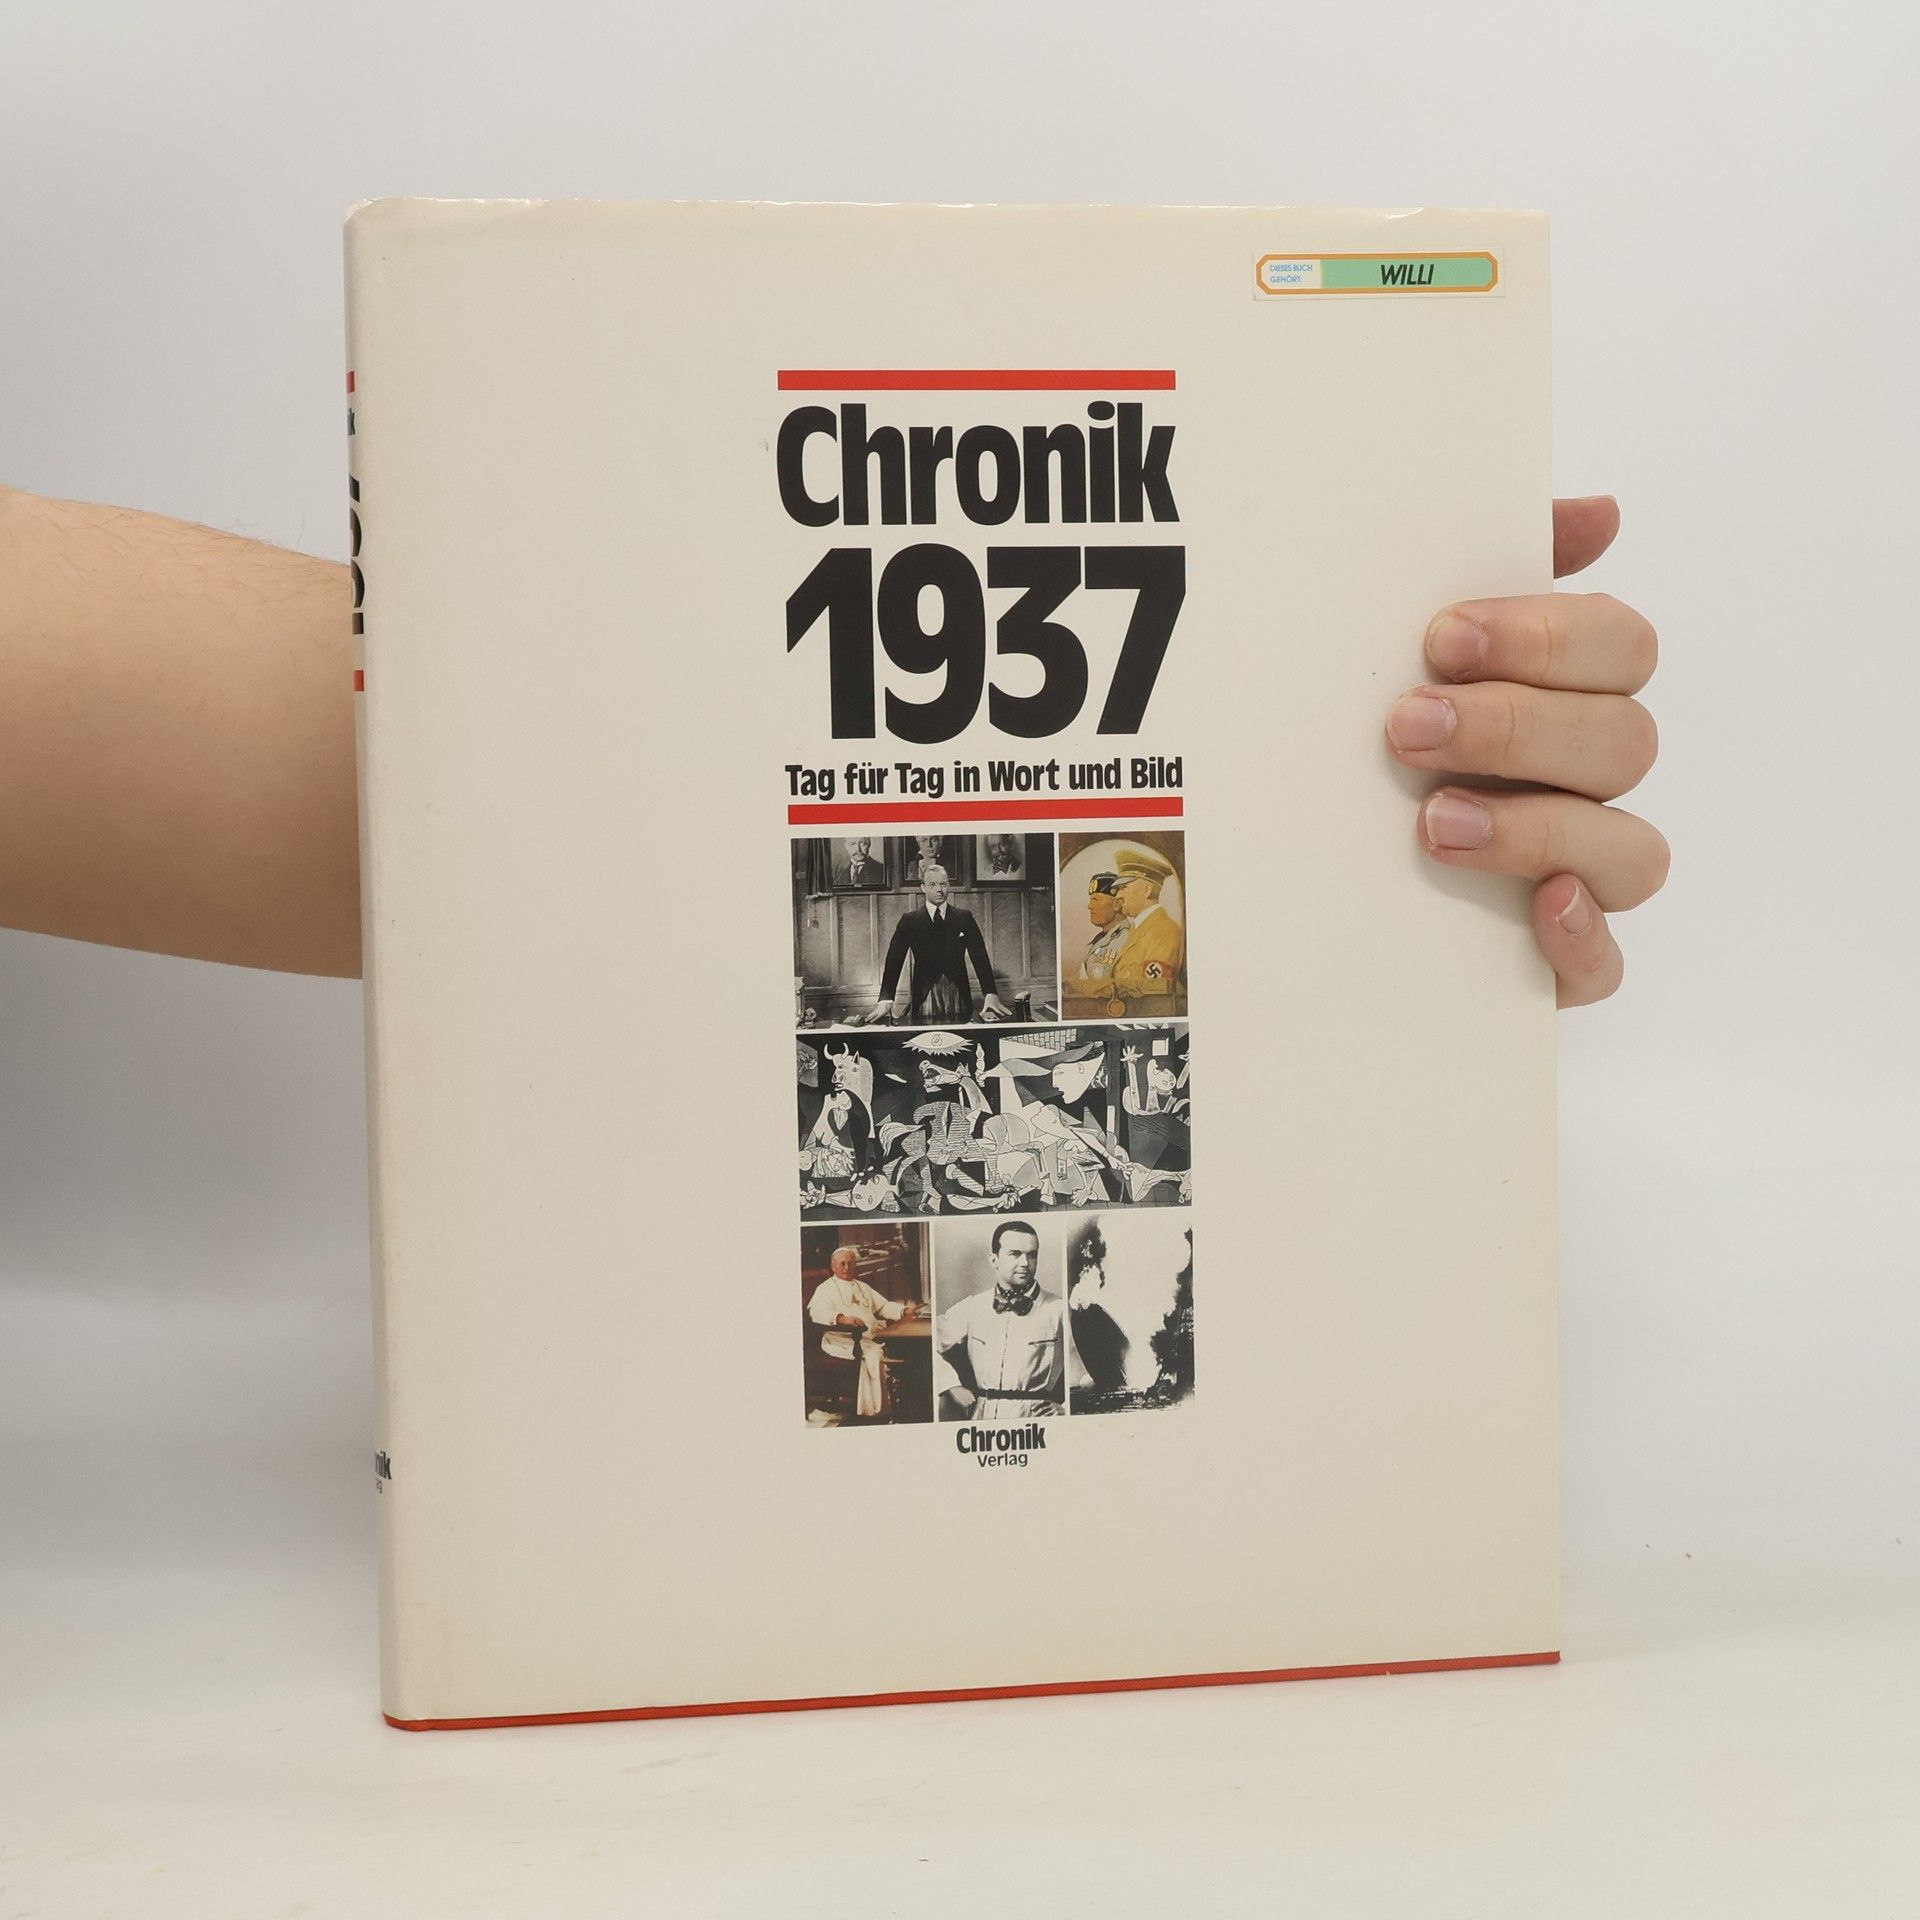 DIESES BUCH
GEHÖRT:
WILLI
Chronik
1937
Tag für Tag in Wort und Bild
Chronik
Verlag